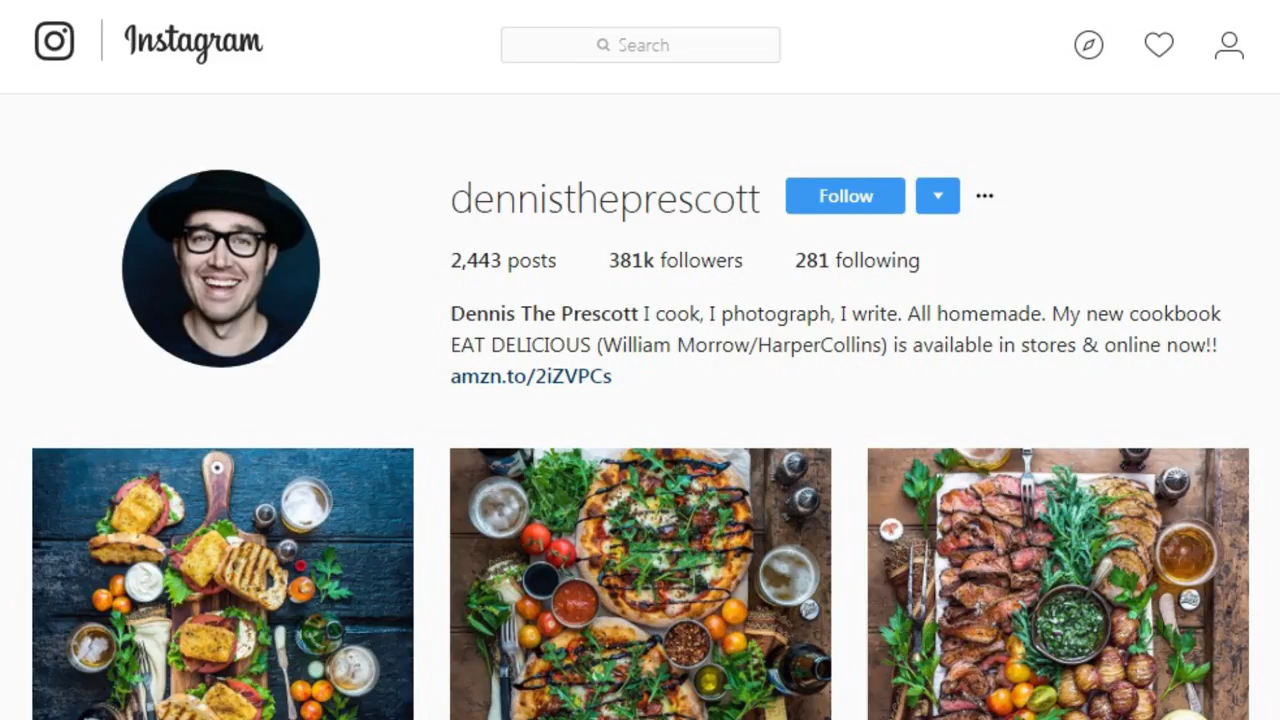 Instagram
Search
dennistheprescott Follow
2,443 posts 381k followers 281 following
Dennis The Prescott I cook, I photograph, I write. All homemade. My new cookbook
EAT DELICIOUS (William Morrow/HarperCollins) is available in stores & online now!!
amzn.to/2iZVPCs